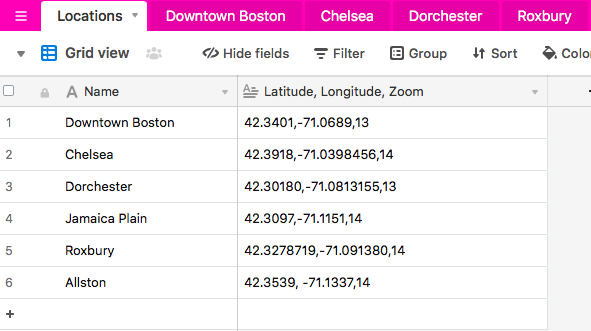 Locations Downtown Boston Chelsea Dorchester Roxbury
Grid view Hide fields Filter Group Sort Colo
Name Latitude, Longitude, Zoom
1 Downtown Boston 42.3401,-71.0689,13
2 Chelsea 42.3918,-71.0398456,14
3 Dorchester 42.30180,-71.0813155,13
4 Jamaica Plain 42.3097,-71.1151,14
5 Roxbury 42.3278719,-71.091380,14
6 Allston 42.3539, -71.1337,14
+